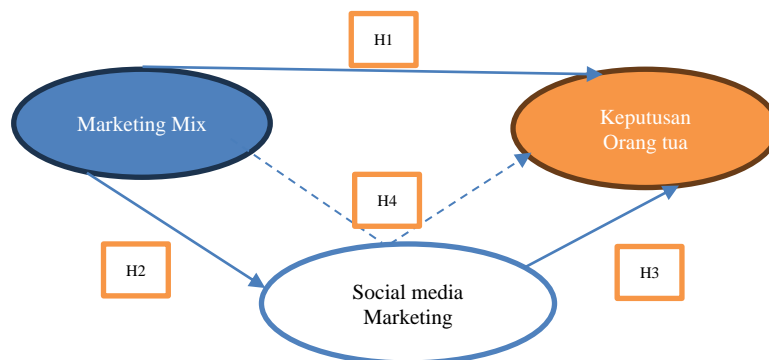 H1
Marketing Mix
Keputusan
Orang tua
H4
H2
H3
Social media
Marketing